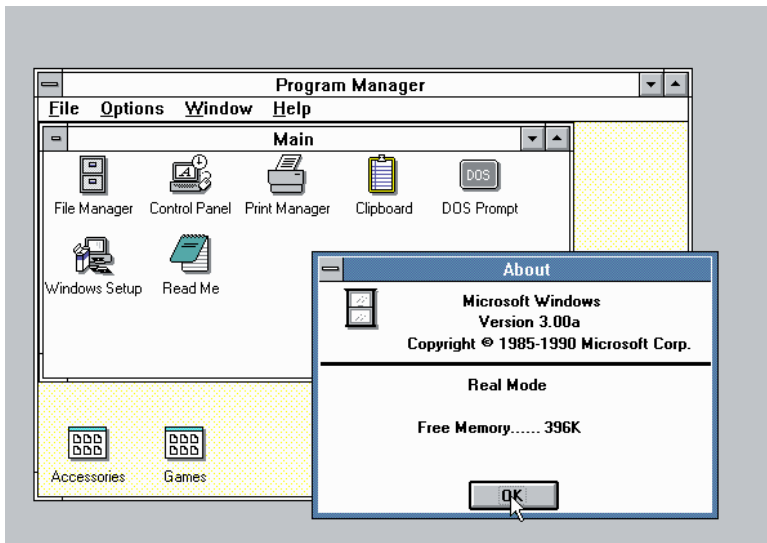 Program Manager
File Options Window Help
Main
DOS
File Manager Control Panel Print Manager Clipboard DOS Prompt
Windows Setup Read Me
About
Microsoft Windows
Version 3.00a
Copyright © 1985-1990 Microsoft Corp.
Real Mode
Free Memory...... 396K
Accessories Games
OK